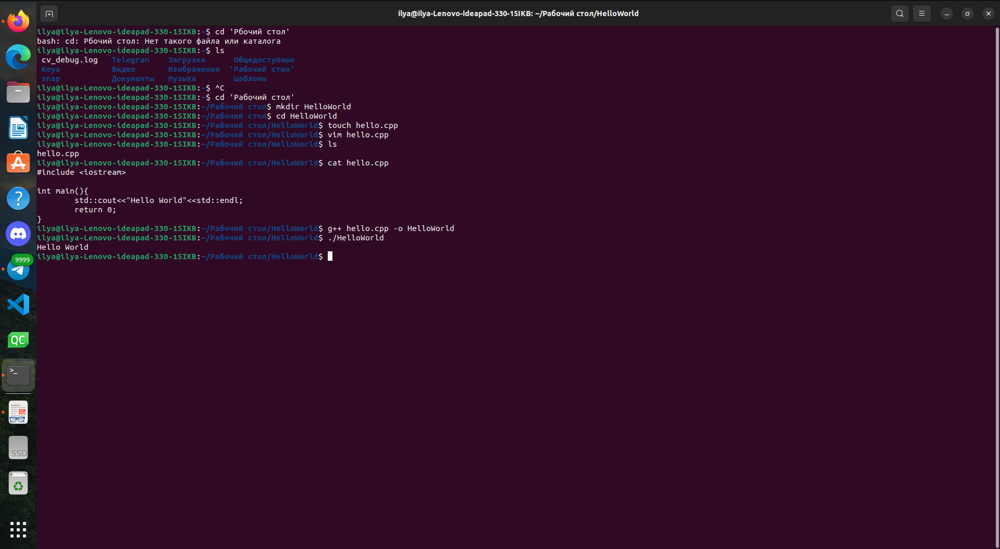 ilya@ilya-Lenovo-ideapad-330-15IKB: ~/Рабочий стол/HelloWorld
ilya@ilya-Lenovo-ideapad-330-15IKB:~$ cd 'Рбочий стол'
bash: cd: Рбочий стол: Нет такого файла или каталога
ilya@ilya-Lenovo-ideapad-330-15IKB:~$ ls
cv_debug.log   Telegram    Загрузки      Общедоступные
Keys           Видео       Изображения  'Рабочий стол'
snap           Документы   Музыка        Шаблоны
ilya@ilya-Lenovo-ideapad-330-15IKB:~$ ^C
ilya@ilya-Lenovo-ideapad-330-15IKB:~$ cd 'Рабочий стол'
ilya@ilya-Lenovo-ideapad-330-15IKB:~/Рабочий стол$ mkdir HelloWorld
ilya@ilya-Lenovo-ideapad-330-15IKB:~/Рабочий стол$ cd HelloWorld
ilya@ilya-Lenovo-ideapad-330-15IKB:~/Рабочий стол/HelloWorld$ touch hello.cpp
ilya@ilya-Lenovo-ideapad-330-15IKB:~/Рабочий стол/HelloWorld$ vim hello.cpp
ilya@ilya-Lenovo-ideapad-330-15IKB:~/Рабочий стол/HelloWorld$ ls
hello.cpp
ilya@ilya-Lenovo-ideapad-330-15IKB:~/Рабочий стол/HelloWorld$ cat hello.cpp
#include <iostream>
int main(){
        std::cout<<"Hello World"<<std::endl;
        return 0;
}
ilya@ilya-Lenovo-ideapad-330-15IKB:~/Рабочий стол/HelloWorld$ g++ hello.cpp -o HelloWorld
ilya@ilya-Lenovo-ideapad-330-15IKB:~/Рабочий стол/HelloWorld$ ./HelloWorld
Hello World
ilya@ilya-Lenovo-ideapad-330-15IKB:~/Рабочий стол/HelloWorld$
9999
QC
>_
SSD